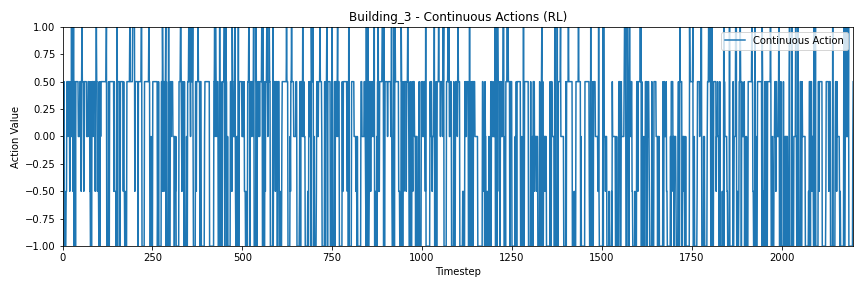 Building_3 - Continuous Actions (RL)
Continuous Action
Action Value
1.00
0.75
0.50
0.25
0.00
−0.25
−0.50
−0.75
−1.00
0 250 500 750 1000 1250 1500 1750 2000
Timestep